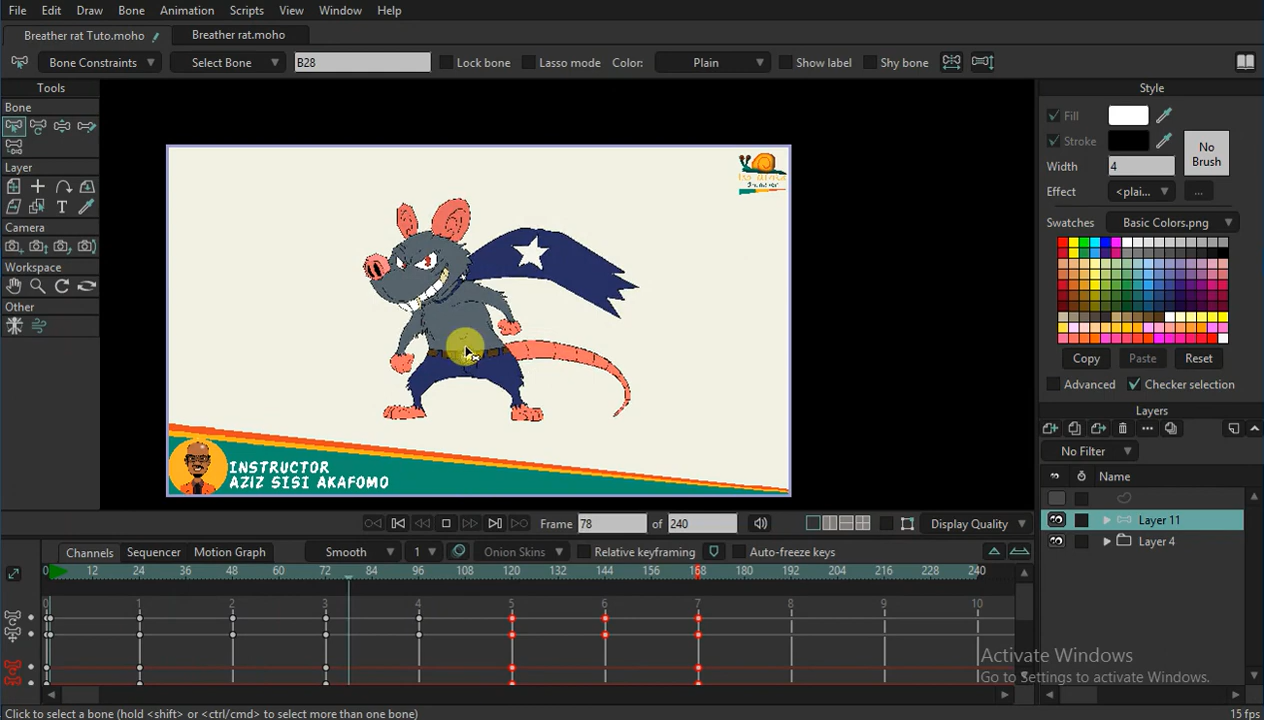 File Edit Draw Bone Animation Scripts View Window Help
Breather rat Tuto.moho Breather rat.moho
Bone Constraints Select Bone B28 Lock bone Lasso mode Color: Plain Show label Shy bone
Tools
Bone
Layer
Camera
Workspace
Other
Style
Fill
Stroke
No
Brush
Width 4
Effect <plai... ...
Swatches Basic Colors.png
Copy Paste Reset
Advanced Checker selection
Layers
No Filter
Name
Layer 11
Layer 4
INSTRUCTOR
AZIZ SISI AKAFOMO
Frame 78 of 240 Display Quality
Channels Sequencer Motion Graph Smooth 1 Onion Skins Relative keyframing Auto-freeze keys
0 12 24 36 48 60 72 84 96 108 120 132 144 156 168 180 192 204 216 228 240
0 1 2 3 4 5 6 7 8 9 10
Activate Windows
Go to Settings to activate Windows.
Click to select a bone (hold <shift> or <ctrl/cmd> to select more than one bone) 15 fps